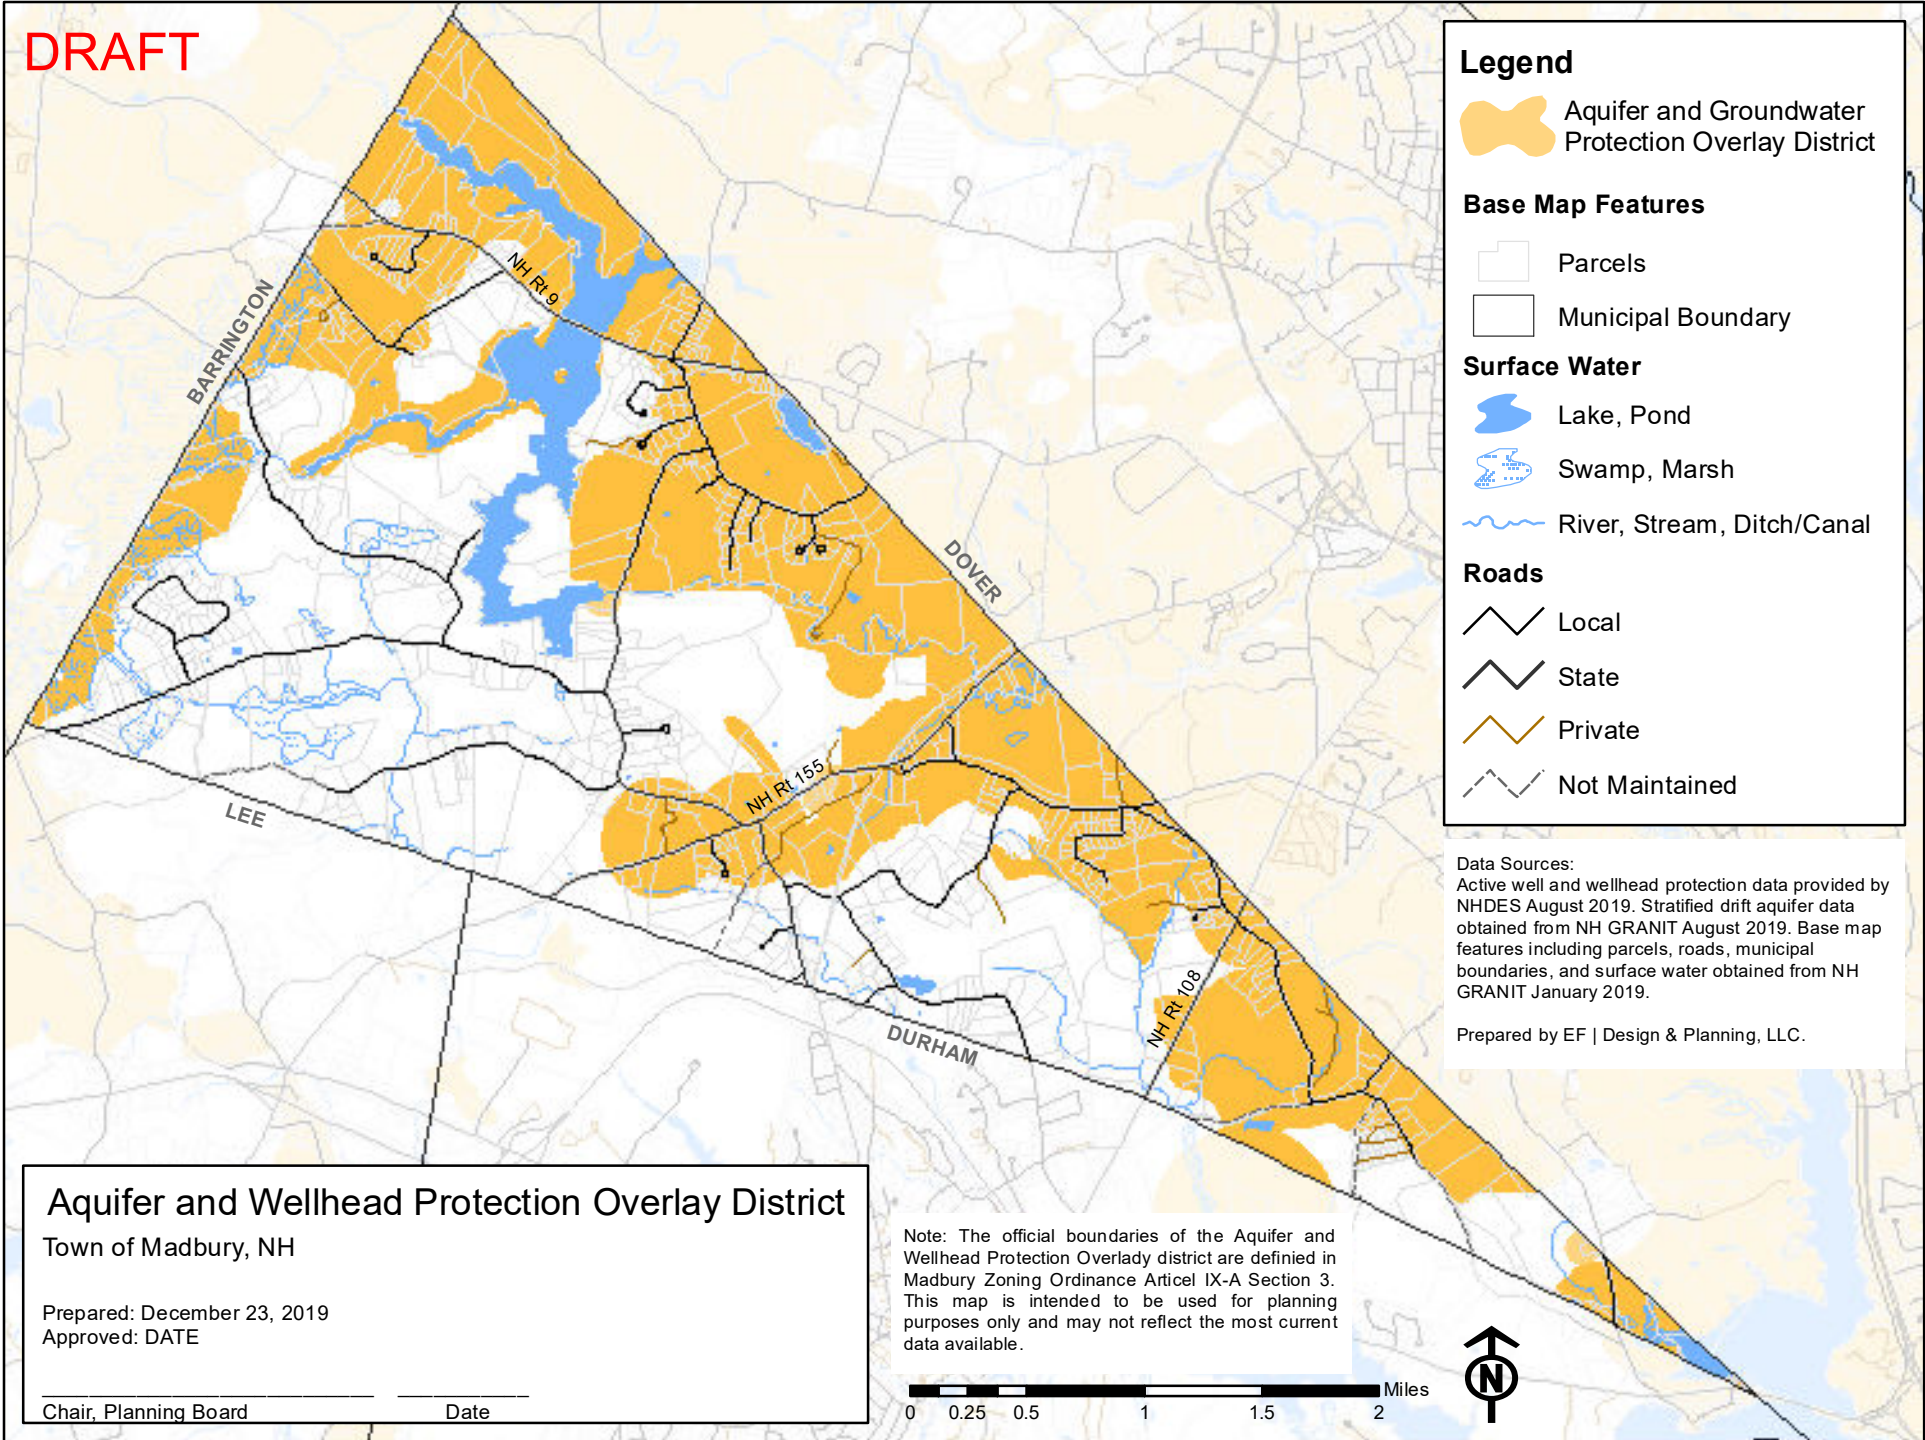 DRAFT
Legend
Aquifer and Groundwater
Protection Overlay District
Base Map Features
Parcels
Municipal Boundary
Surface Water
Lake, Pond
Swamp, Marsh
River, Stream, Ditch/Canal
Roads
Local
State
Private
Not Maintained
NH Rt 9
BARRINGTON
DOVER
NH Rt 155
LEE
NH Rt 108
DURHAM
Data Sources:
Active well and wellhead protection data provided by
NHDES August 2019. Stratified drift aquifer data
obtained from NH GRANIT August 2019. Base map
features including parcels, roads, municipal
boundaries, and surface water obtained from NH
GRANIT January 2019.
Prepared by EF | Design & Planning, LLC.
Aquifer and Wellhead Protection Overlay District
Town of Madbury, NH
Prepared: December 23, 2019
Approved: DATE
Chair, Planning Board Date
Note: The official boundaries of the Aquifer and
Wellhead Protection Overlady district are definied in
Madbury Zoning Ordinance Articel IX-A Section 3.
This map is intended to be used for planning
purposes only and may not reflect the most current
data available.
Miles
0 0.25 0.5 1 1.5 2
N